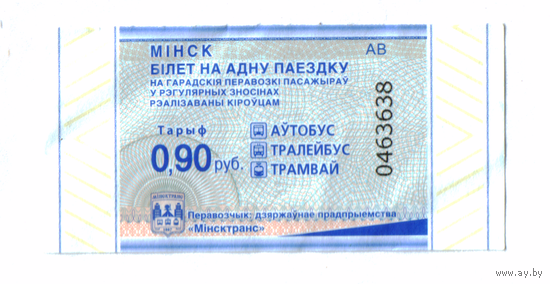 МІНСК АВ
БІЛЕТ НА АДНУ ПАЕЗДКУ
НА ГАРАДСКІЯ ПЕРАВОЗКІ ПАСАЖЫРАЎ
У РЭГУЛЯРНЫХ ЗНОСІНАХ
РЭАЛІЗАВАНЫ КІРОЎЦАМ
0463638
Тарыф
0,90 руб.
АЎТОБУС
ТРАЛЕЙБУС
ТРАМВАЙ
МІНСКТРАНС
Перавозчык: дзяржаўнае прадпрыемства
«Мінсктранс»
www.ay.by